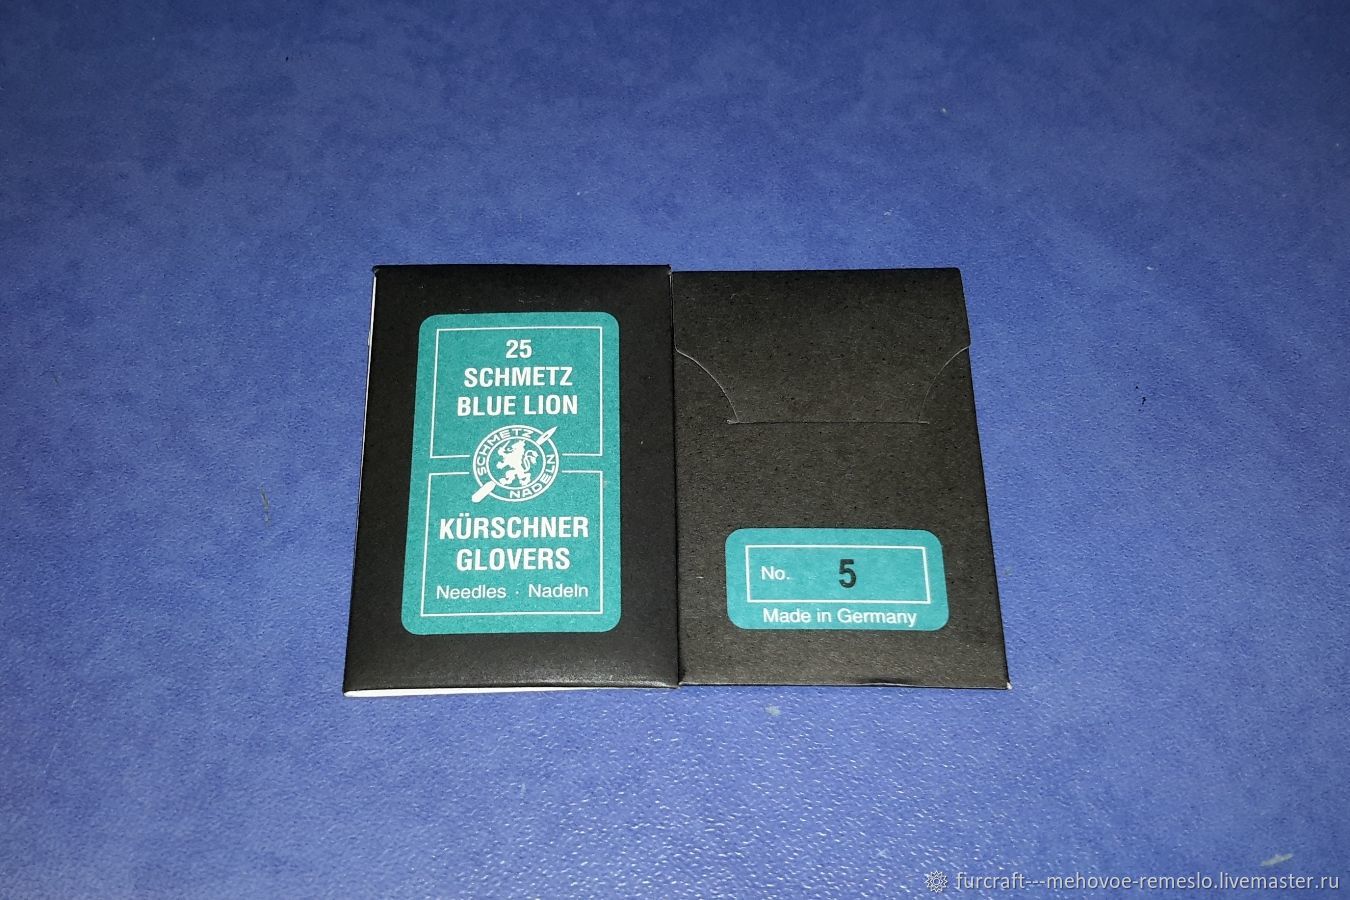 25
SCHMETZ
BLUE LION
SCHMETZ
NADELN
KÜRSCHNER
GLOVERS
Needles · Nadeln
No. 5
Made in Germany
furcraft---mehovoe-remeslo.livemaster.ru